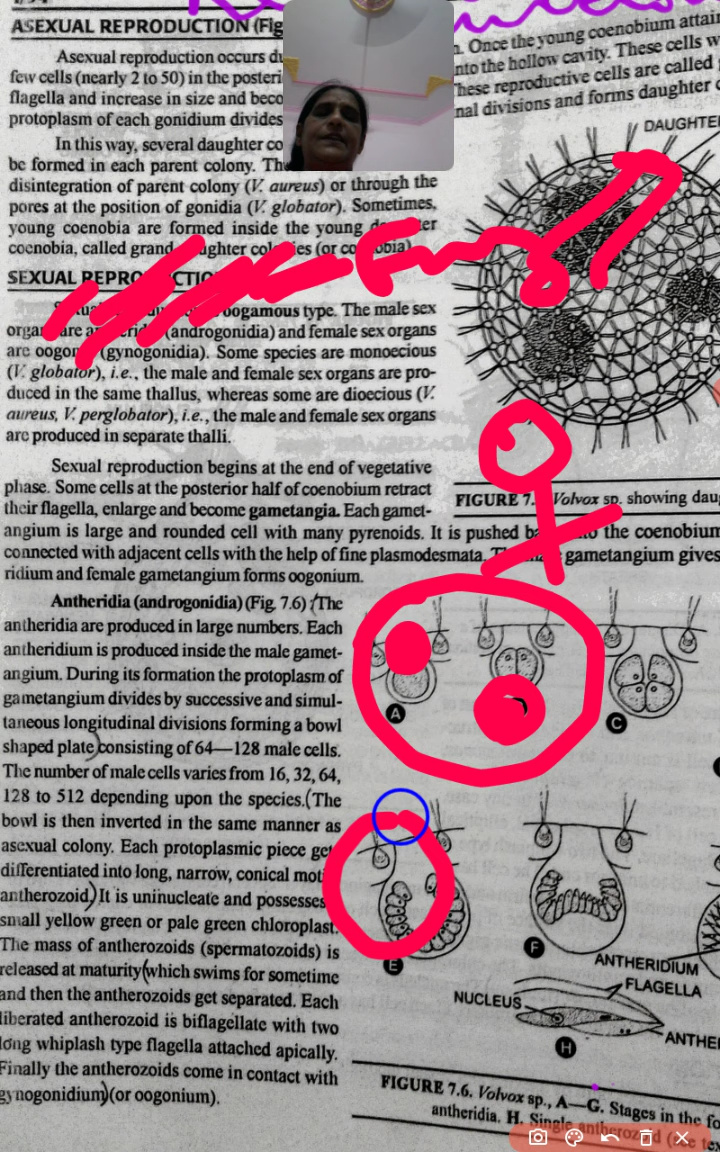 ASEXUAL REPRODUCTION (Fig
Asexual reproduction occurs du
few cells (nearly 2 to 50) in the posteri
flagella and increase in size and beco
protoplasm of each gonidium divides
n. Once the young coenobium attai
nto the hollow cavity. These cells w
hese reproductive cells are called
nal divisions and forms daughter c
In this way, several daughter co
be formed in each parent colony. Th
disintegration of parent colony (V. aureus) or through the
pores at the position of gonidia (V. globator). Sometimes,
young coenobia are formed inside the young
coenobia, called grand
DAUGHTE
SEXUAL
oogamous type. The male sex
(androgonidia) and female sex organs
are oogon (gynogonidia). Some species are monoecious
(V. globator), i.e., the male and female sex organs are pro-
duced in the same thallus, whereas some are dioecious (V.
aureus, V. perglobator), i.e., the male and female sex organs
are produced in separate thalli.
Sexual reproduction begins at the end of vegetative
phase. Some cells at the posterior half of coenobium retract
their flagella, enlarge and become gametangia. Each gamet-
angium is large and rounded cell with many pyrenoids. It is pushed the coenobium
connected with adjacent cells with the help of fine plasmodesmata. gametangium gives
ridium and female gametangium forms oogonium.
FIGURE 7. Volvox sp. showing dau
Antheridia (androgonidia) (Fig. 7.6) : (The
antheridia are produced in large numbers. Each
antheridium is produced inside the male gamet-
angium. During its formation the protoplasm of
gametangium divides by successive and simul-
taneous longitudinal divisions forming a bowl
shaped plate) consisting of 64—128 male cells.
The number of male cells varies from 16, 32, 64,
128 to 512 depending upon the species. (The
bowl is then inverted in the same manner as
asexual colony. Each protoplasmic piece get
differentiated into long, narrow, conical mot
antherozoid.) It is uninucleate and possesses
small yellow green or pale green chloroplast.
The mass of antherozoids (spermatozoids) is
released at maturity (which swims for sometime
and then the antherozoids get separated. Each
liberated antherozoid is biflagellate with two
long whiplash type flagella attached apically.
Finally the antherozoids come in contact with
gynogonidium) (or oogonium).
A
C
E
F
ANTHERIDIUM
FLAGELLA
NUCLEUS
ANTHE
H
FIGURE 7.6. Volvox sp., A—G. Stages in the fo
antheridia. H. Single antherozoid